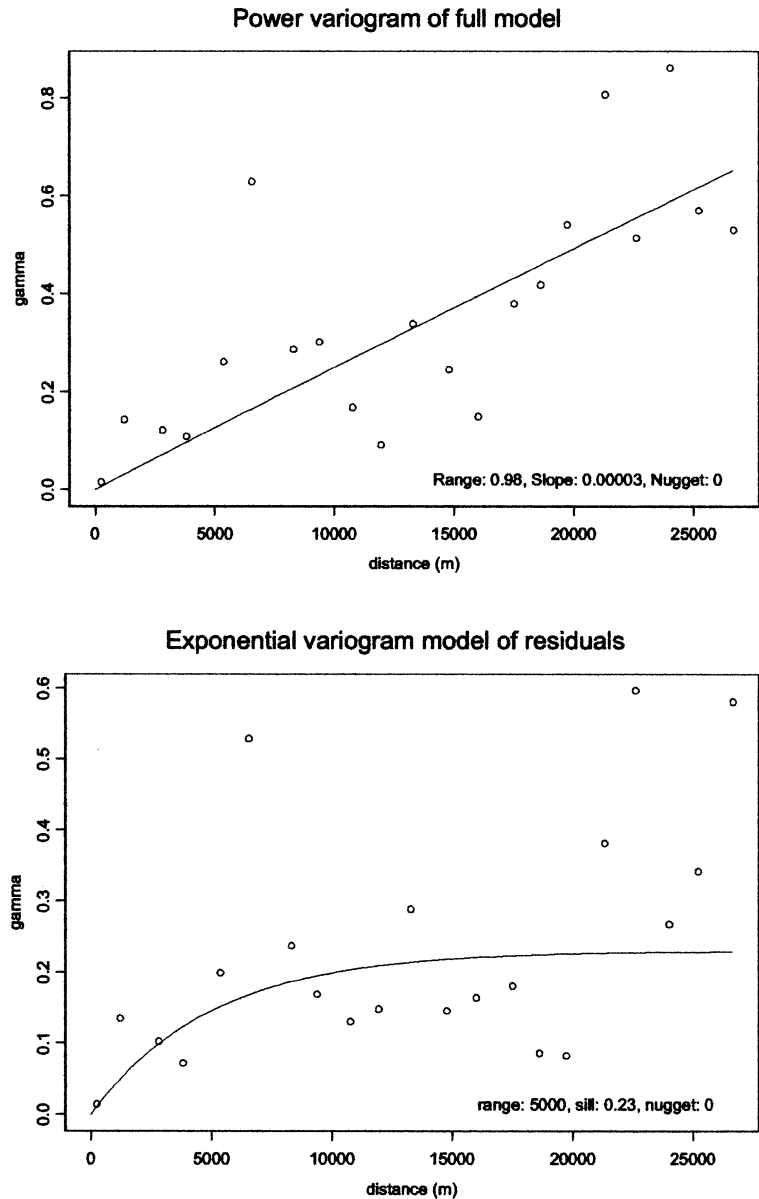 Power variogram of full model
gamma
0.8
0.6
0.4
0.2
0.0
Range: 0.98, Slope: 0.00003, Nugget: 0
0 5000 10000 15000 20000 25000
distance (m)
Exponential variogram model of residuals
gamma
0.6
0.5
0.4
0.3
0.2
0.1
0.0
range: 5000, sill: 0.23, nugget: 0
0 5000 10000 15000 20000 25000
distance (m)